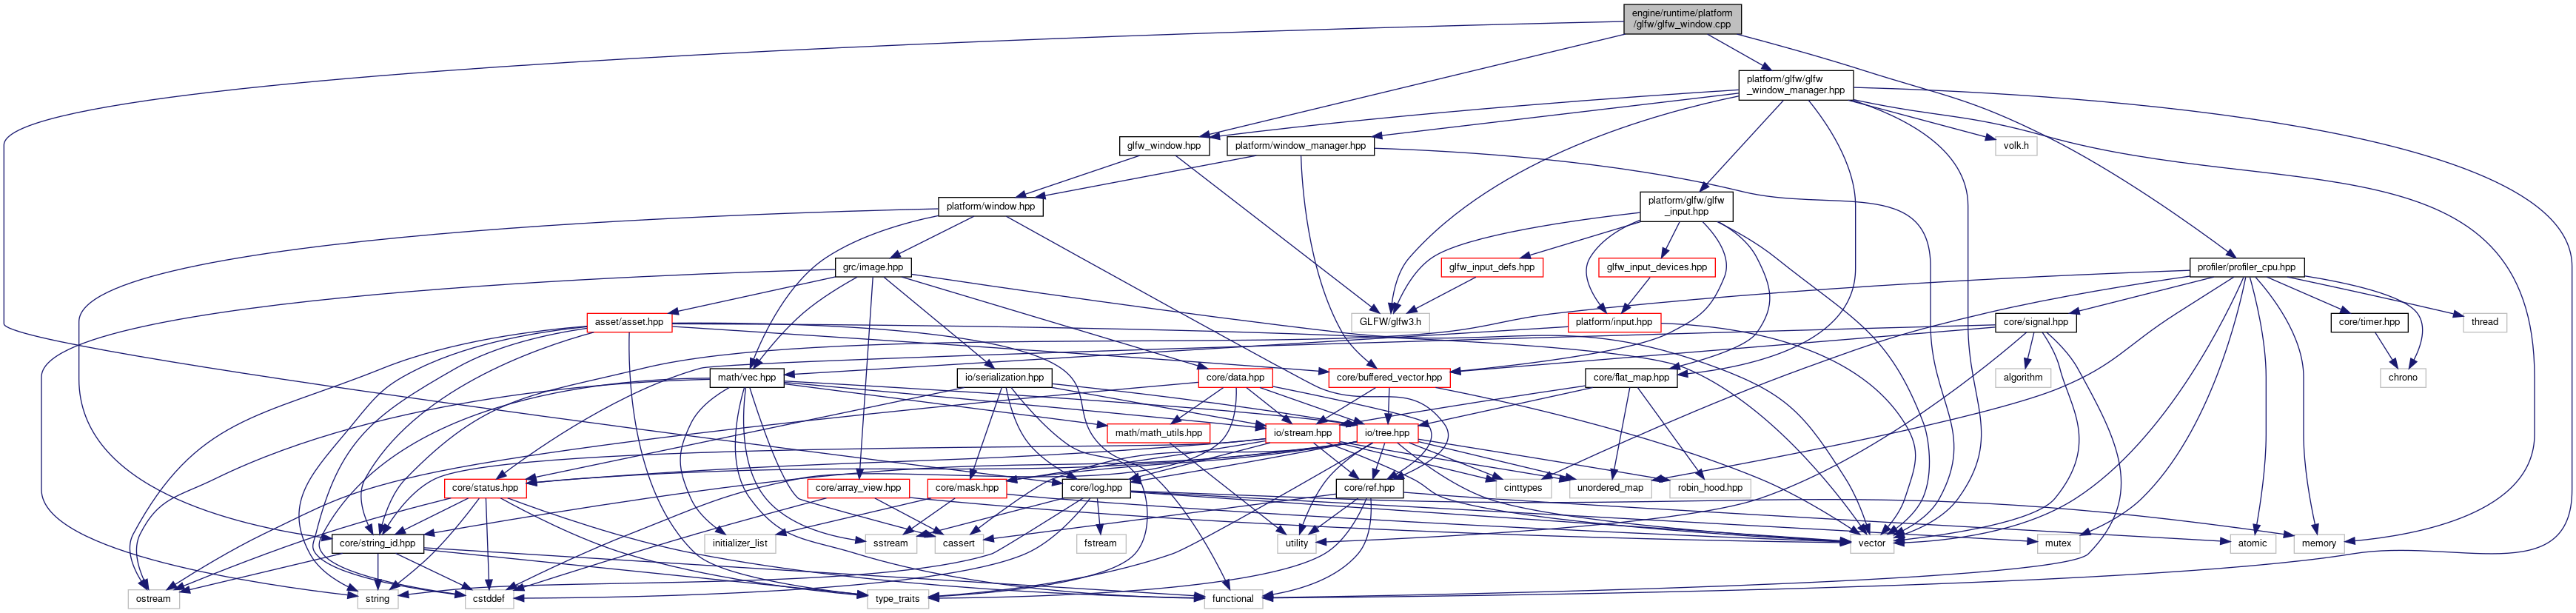 engine/runtime/platform
/glfw/glfw_window.cpp
platform/glfw/glfw
_window_manager.hpp
glfw_window.hpp
platform/window_manager.hpp
volk.h
platform/window.hpp
platform/glfw/glfw
_input.hpp
grc/image.hpp
glfw_input_defs.hpp
glfw_input_devices.hpp
profiler/profiler_cpu.hpp
asset/asset.hpp
GLFW/glfw3.h
platform/input.hpp
core/signal.hpp
core/timer.hpp
thread
math/vec.hpp
io/serialization.hpp
core/data.hpp
core/buffered_vector.hpp
core/flat_map.hpp
algorithm
chrono
math/math_utils.hpp
io/stream.hpp
io/tree.hpp
core/status.hpp
core/array_view.hpp
core/mask.hpp
core/log.hpp
core/ref.hpp
cinttypes
unordered_map
robin_hood.hpp
core/string_id.hpp
initializer_list
sstream
cassert
fstream
utility
vector
mutex
atomic
memory
ostream
string
cstddef
type_traits
functional